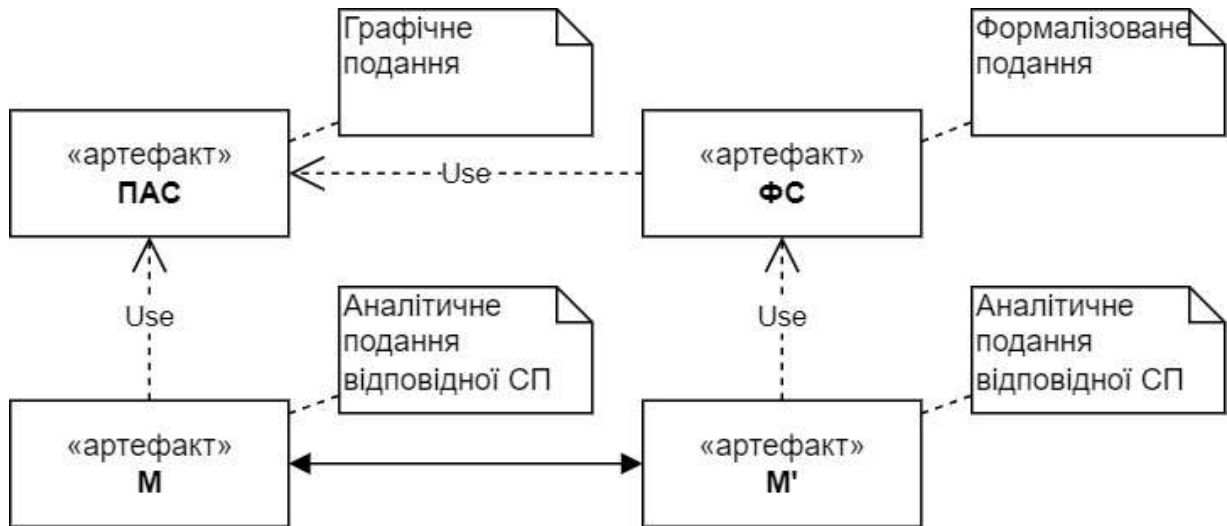 Графічне
подання
Формалізоване
подання
«артефакт»
ПАС
Use
«артефакт»
ФС
Use
Use
Аналітичне
подання
відповідної СП
Аналітичне
подання
відповідної СП
«артефакт»
М
«артефакт»
М'